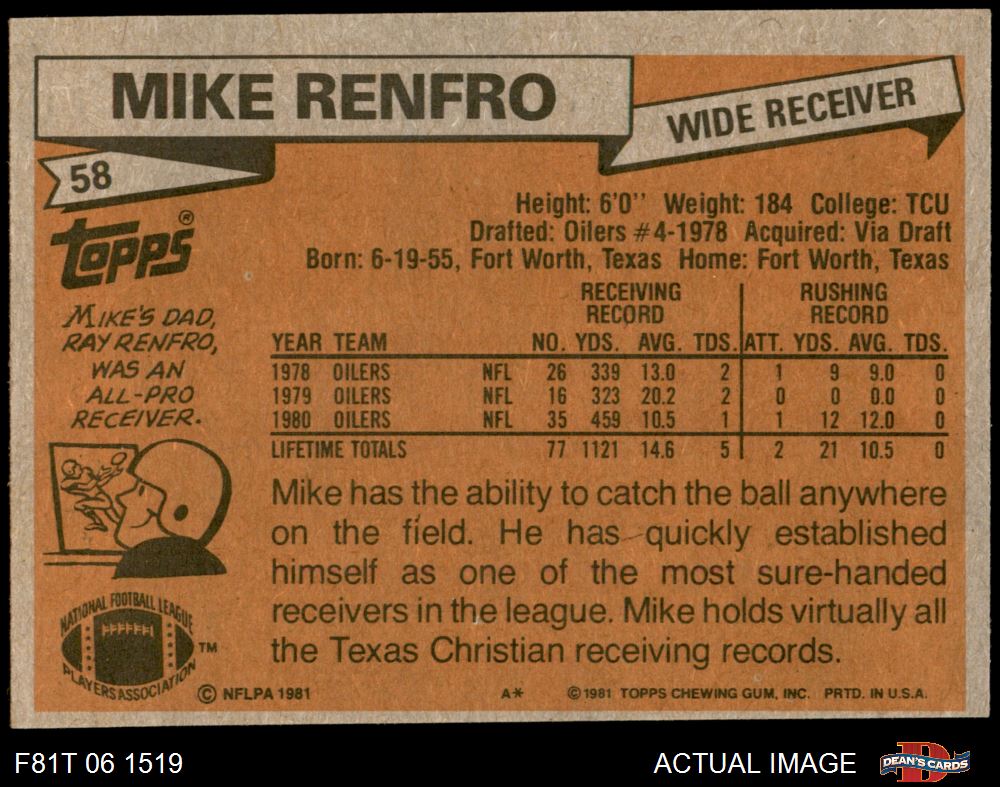 MIKE RENFRO
WIDE RECEIVER
58
Topps®
Height: 6'0'' Weight: 184 College: TCU
Drafted: Oilers #4-1978 Acquired: Via Draft
Born: 6-19-55, Fort Worth, Texas Home: Fort Worth, Texas
MIKE'S DAD,
RAY RENFRO,
WAS AN
ALL-PRO
RECEIVER.
RECEIVING RUSHING
RECORD RECORD
YEAR TEAM NO. YDS. AVG. TDS. ATT. YDS. AVG. TDS.
1978 OILERS NFL 26 339 13.0 2 1 9 9.0 0
1979 OILERS NFL 16 323 20.2 2 0 0 0.0 0
1980 OILERS NFL 35 459 10.5 1 1 12 12.0 0
LIFETIME TOTALS 77 1121 14.6 5 2 21 10.5 0
Mike has the ability to catch the ball anywhere
on the field. He has quickly established
himself as one of the most sure-handed
receivers in the league. Mike holds virtually all
the Texas Christian receiving records.
NATIONAL FOOTBALL LEAGUE
PLAYERS ASSOCIATION
TM
© NFLPA 1981 A* © 1981 TOPPS CHEWING GUM, INC. PRTD. IN U.S.A.
F81T 06 1519 ACTUAL IMAGE DEAN'S CARDS